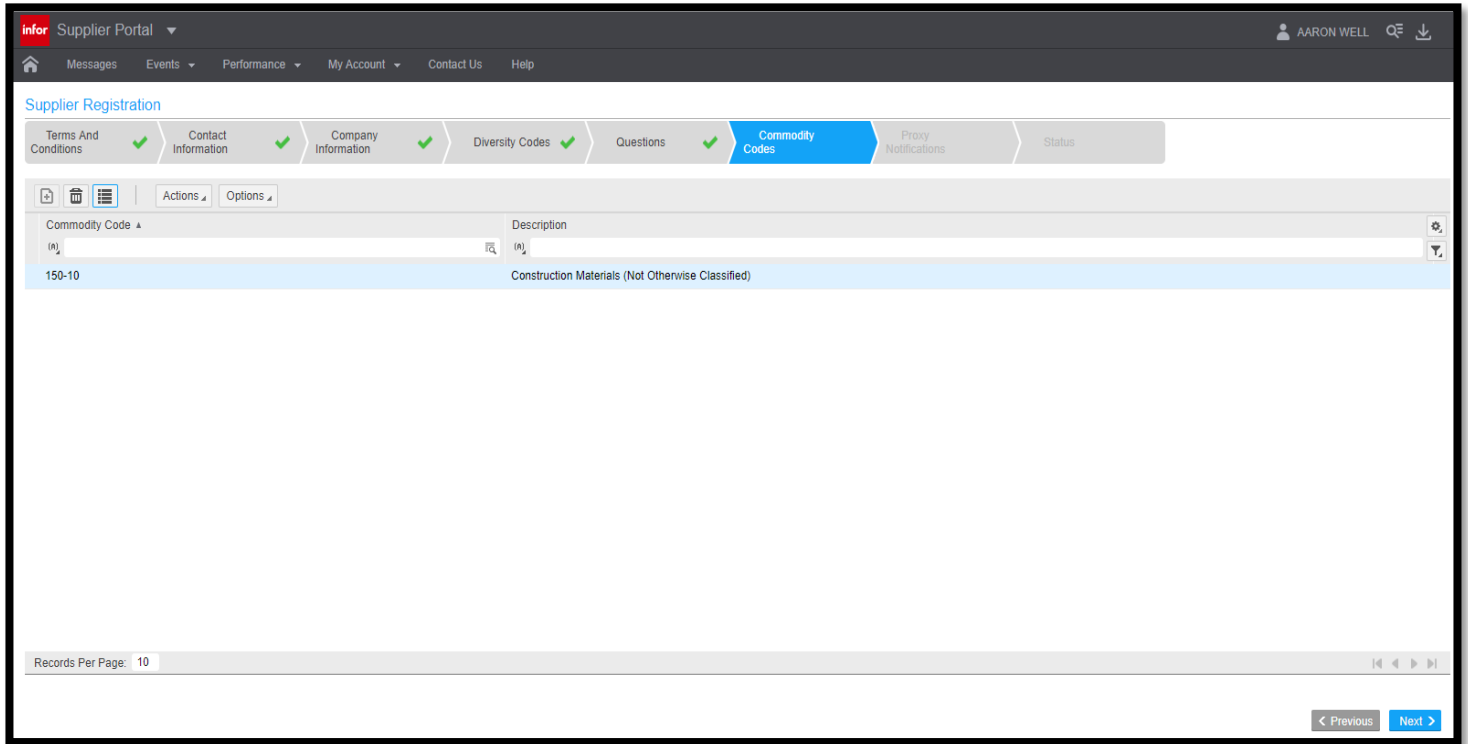 infor Supplier Portal AARON WELL
Messages Events Performance My Account Contact Us Help
Supplier Registration
Terms And
Conditions
Contact
Information
Company
Information
Diversity Codes
Questions
Commodity
Codes
Proxy
Notifications
Status
Actions Options
Commodity Code Description
150-10 Construction Materials (Not Otherwise Classified)
Records Per Page: 10
Previous Next